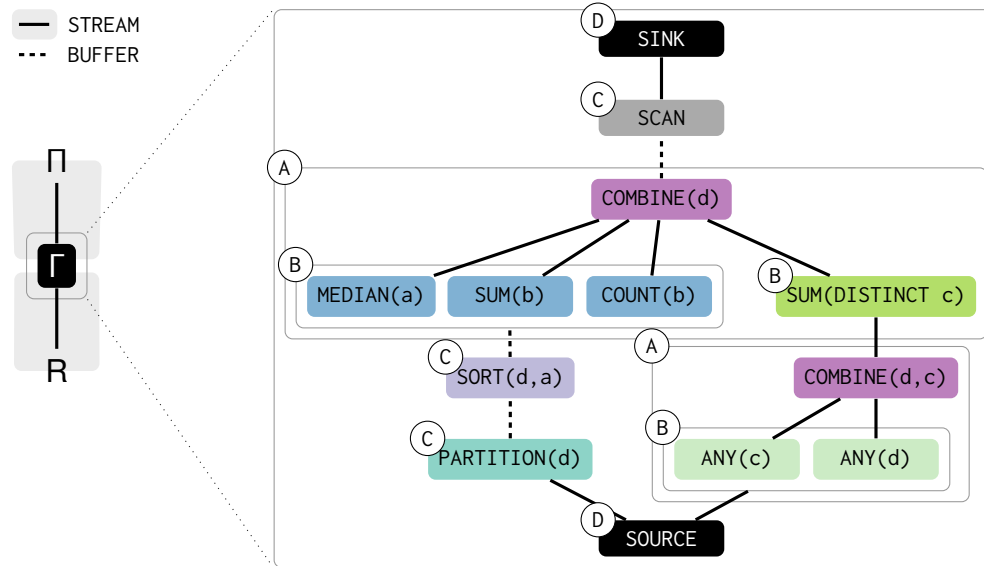 STREAM
BUFFER
Π
Γ
R
D
SINK
C
SCAN
A
COMBINE(d)
B
MEDIAN(a) SUM(b) COUNT(b)
B
SUM(DISTINCT c)
A
C
SORT(d,a)
COMBINE(d,c)
B
C
PARTITION(d)
ANY(c) ANY(d)
D
SOURCE